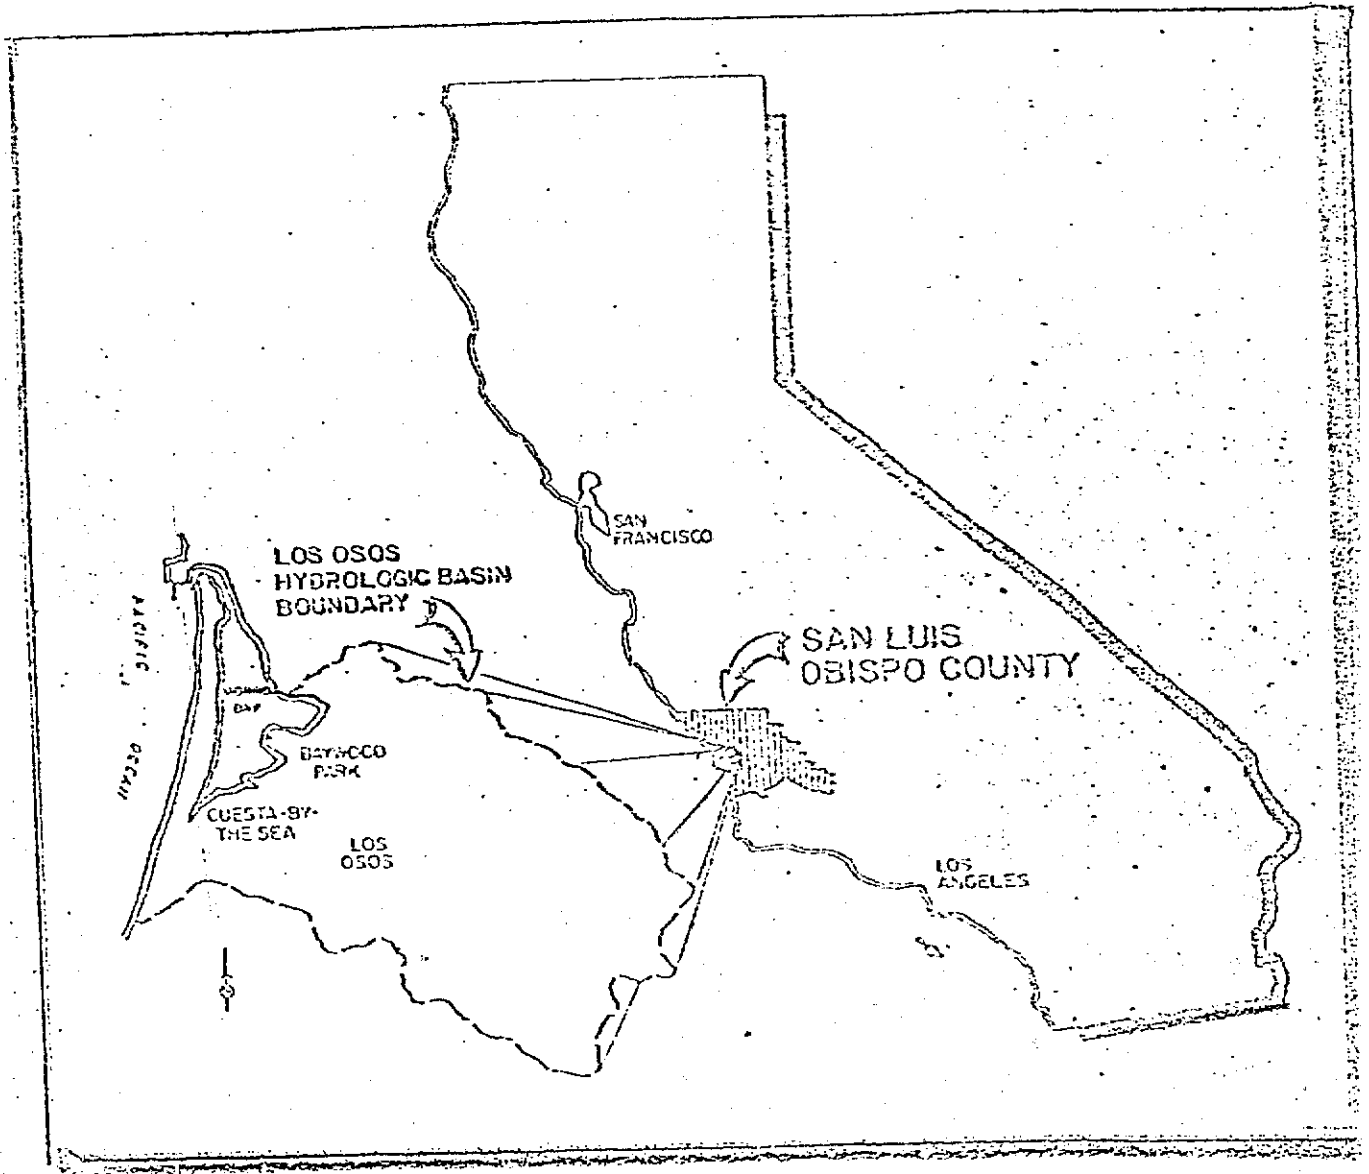 SAN
FRANCISCO
LOS OSOS
HYDROLOGIC BASIN
BOUNDARY
SAN LUIS
OBISPO COUNTY
PACIFIC
OCEAN
BAY
BAYWOOD
PARK
CUESTA-BY-
THE SEA
LOS
OSOS
LOS
ANGELES